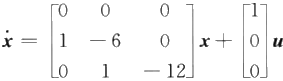 ẋ = [0 0 0; 1 −6 0; 0 1 −12] x + [1; 0; 0] u